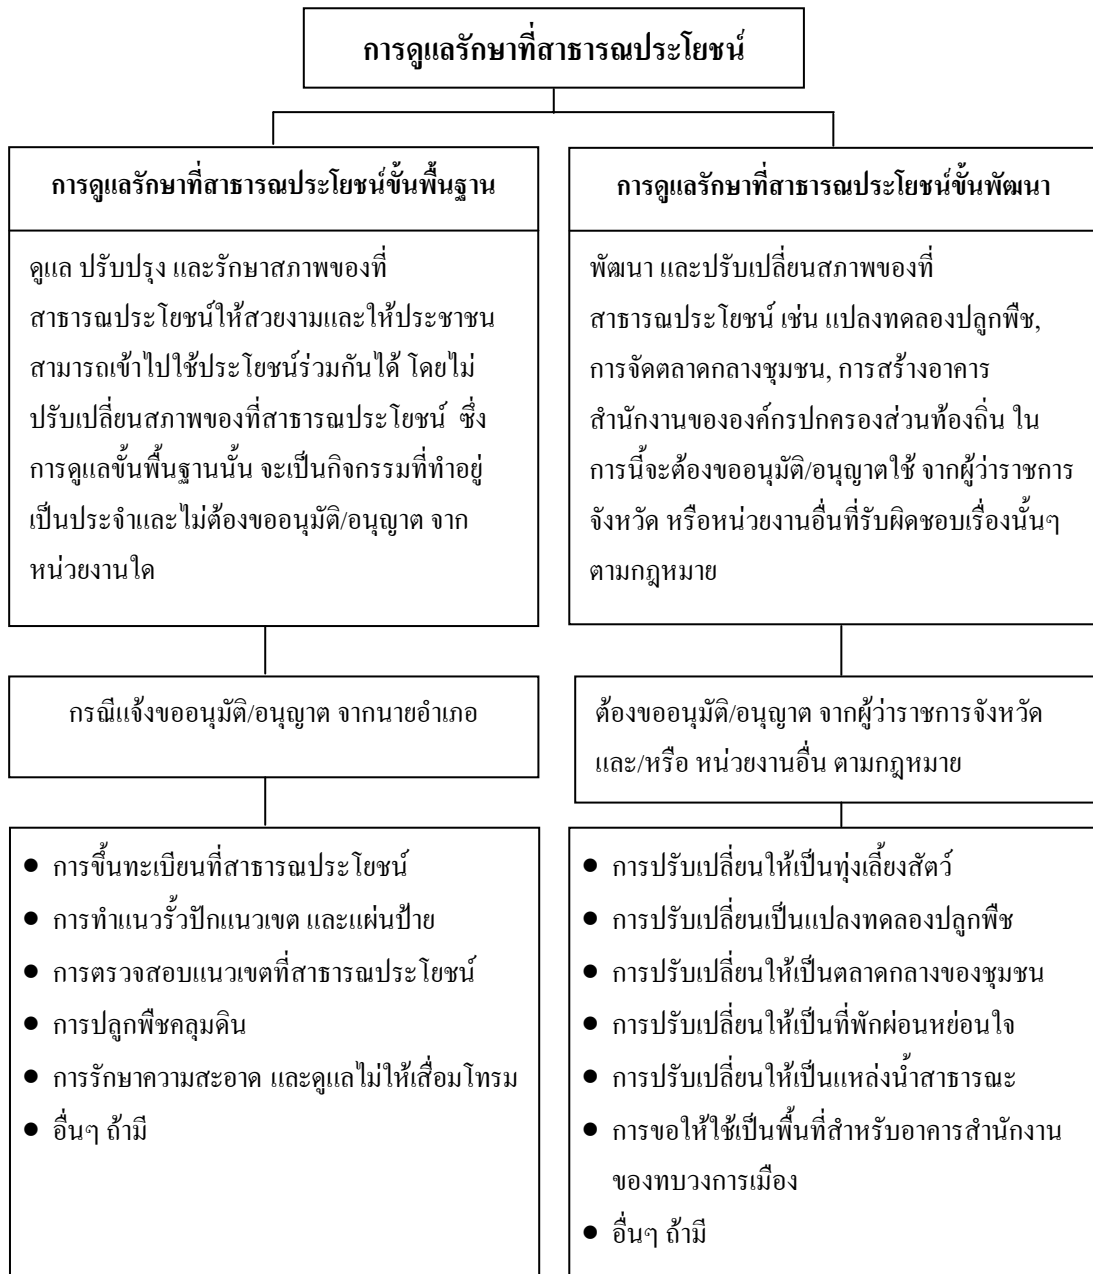 การดูแลรักษาที่สาธารณประโยชน์
การดูแลรักษาที่สาธารณประโยชน์ขั้นพื้นฐาน
ดูแล ปรับปรุง และรักษาสภาพของที่
สาธารณประโยชน์ให้สวยงามและให้ประชาชน
สามารถเข้าไปใช้ประโยชน์ร่วมกันได้ โดยไม่
ปรับเปลี่ยนสภาพของที่สาธารณประโยชน์ ซึ่ง
การดูแลขั้นพื้นฐานนั้น จะเป็นกิจกรรมที่ทำอยู่
เป็นประจำและไม่ต้องขออนุมัติ/อนุญาต จาก
หน่วยงานใด
กรณีแจ้งขออนุมัติ/อนุญาต จากนายอำเภอ
● การขึ้นทะเบียนที่สาธารณประโยชน์
● การทำแนวรั้วปักแนวเขต และแผ่นป้าย
● การตรวจสอบแนวเขตที่สาธารณประโยชน์
● การปลูกพืชคลุมดิน
● การรักษาความสะอาด และดูแลไม่ให้เสื่อมโทรม
● อื่นๆ ถ้ามี
การดูแลรักษาที่สาธารณประโยชน์ขั้นพัฒนา
พัฒนา และปรับเปลี่ยนสภาพของที่
สาธารณประโยชน์ เช่น แปลงทดลองปลูกพืช,
การจัดตลาดกลางชุมชน, การสร้างอาคาร
สำนักงานขององค์กรปกครองส่วนท้องถิ่น ใน
การนี้จะต้องขออนุมัติ/อนุญาตใช้ จากผู้ว่าราชการ
จังหวัด หรือหน่วยงานอื่นที่รับผิดชอบเรื่องนั้นๆ
ตามกฎหมาย
ต้องขออนุมัติ/อนุญาต จากผู้ว่าราชการจังหวัด
และ/หรือ หน่วยงานอื่น ตามกฎหมาย
● การปรับเปลี่ยนให้เป็นทุ่งเลี้ยงสัตว์
● การปรับเปลี่ยนเป็นแปลงทดลองปลูกพืช
● การปรับเปลี่ยนให้เป็นตลาดกลางของชุมชน
● การปรับเปลี่ยนให้เป็นที่พักผ่อนหย่อนใจ
● การปรับเปลี่ยนให้เป็นแหล่งน้ำสาธารณะ
● การขอให้ใช้เป็นพื้นที่สำหรับอาคารสำนักงาน
ของทบวงการเมือง
● อื่นๆ ถ้ามี